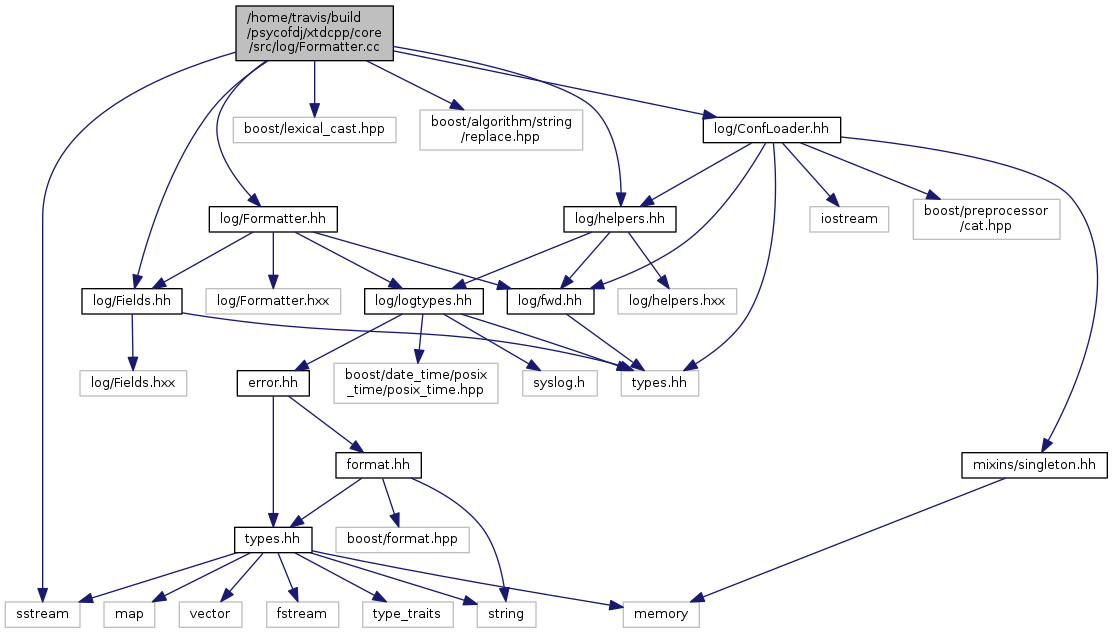 /home/travis/build
/psycofdj/xtdcpp/core
/src/log/Formatter.cc
boost/lexical_cast.hpp
boost/algorithm/string
/replace.hpp
log/ConfLoader.hh
log/Formatter.hh
log/helpers.hh
iostream
boost/preprocessor
/cat.hpp
log/Fields.hh
log/Formatter.hxx
log/logtypes.hh
log/fwd.hh
log/helpers.hxx
log/Fields.hxx
error.hh
boost/date_time/posix
_time/posix_time.hpp
syslog.h
types.hh
format.hh
mixins/singleton.hh
types.hh
boost/format.hpp
sstream
map
vector
fstream
type_traits
string
memory